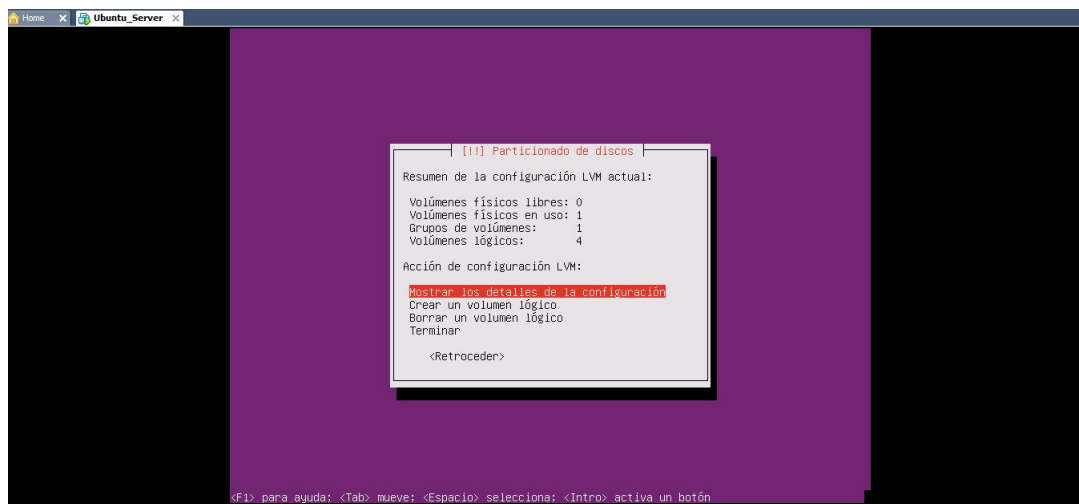 Home
Ubuntu_Server
[!!] Particionado de discos
Resumen de la configuración LVM actual:
Volúmenes físicos libres: 0
Volúmenes físicos en uso: 1
Grupos de volúmenes: 1
Volúmenes lógicos: 4
Acción de configuración LVM:
Mostrar los detalles de la configuración
Crear un volumen lógico
Borrar un volumen lógico
Terminar
<Retroceder>
<F1> para ayuda; <Tab> mueve; <Espacio> selecciona; <Intro> activa un botón